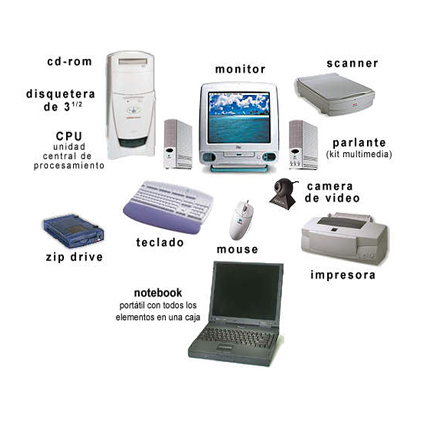 cd-rom
monitor
scanner
disquetera
de 3 1/2
CPU
unidad
central de
procesamiento
parlante
(kit multimedia)
camera
de video
zip drive
teclado
mouse
impresora
notebook
portátil con todos los
elementos en una caja